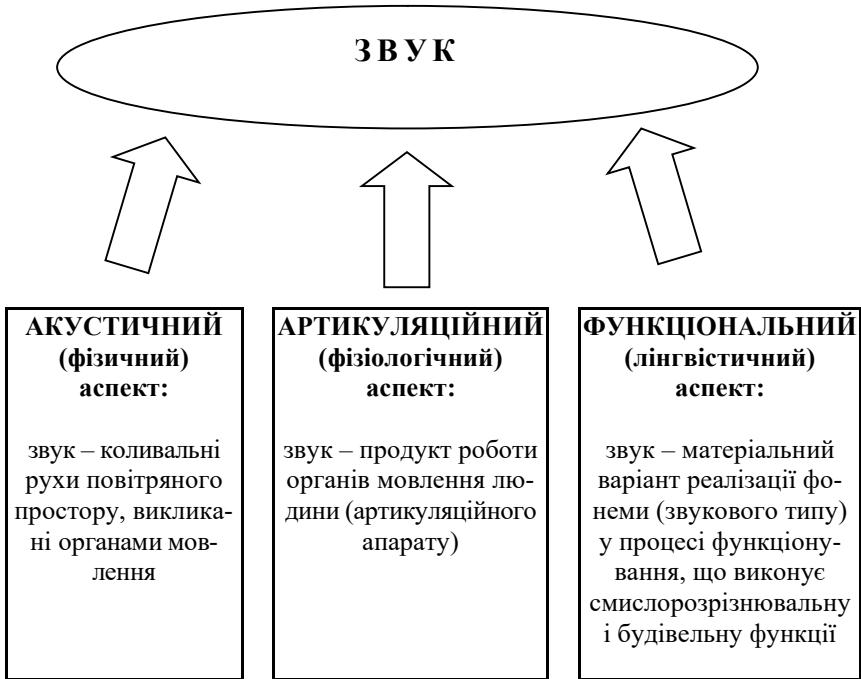 ЗВУК
АКУСТИЧНИЙ
(фізичний)
аспект:
звук – коливальні
рухи повітряного
простору, виклика-
ні органами мов-
лення
АРТИКУЛЯЦІЙНИЙ
(фізіологічний)
аспект:
звук – продукт роботи
органів мовлення лю-
дини (артикуляційного
апарату)
ФУНКЦІОНАЛЬНИЙ
(лінгвістичний)
аспект:
звук – матеріальний
варіант реалізації фо-
неми (звукового типу)
у процесі функціону-
вання, що виконує
смислорозрізнювальну
і будівельну функції